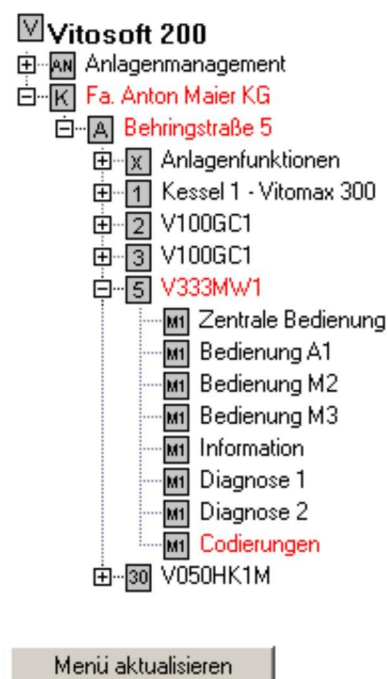 V Vitosoft 200
AN Anlagenmanagement
K Fa. Anton Maier KG
A Behringstraße 5
X Anlagenfunktionen
1 Kessel 1 - Vitomax 300
2 V100GC1
3 V100GC1
5 V333MW1
M1 Zentrale Bedienung
M1 Bedienung A1
M1 Bedienung M2
M1 Bedienung M3
M1 Information
M1 Diagnose 1
M1 Diagnose 2
M1 Codierungen
30 V050HK1M
Menü aktualisieren